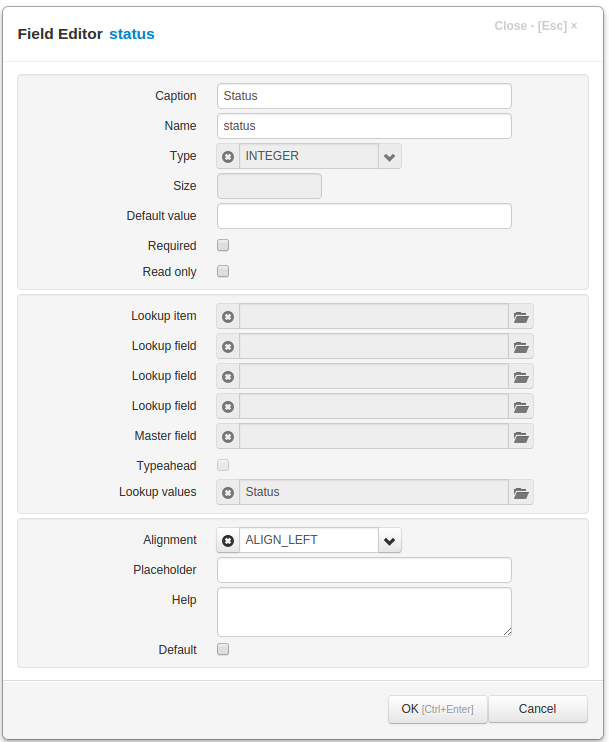 Field Editor status
Close - [Esc] ×
Caption Status
Name status
Type INTEGER
Size
Default value
Required
Read only
Lookup item
Lookup field
Lookup field
Lookup field
Master field
Typeahead
Lookup values Status
Alignment ALIGN_LEFT
Placeholder
Help
Default
OK [Ctrl+Enter] Cancel